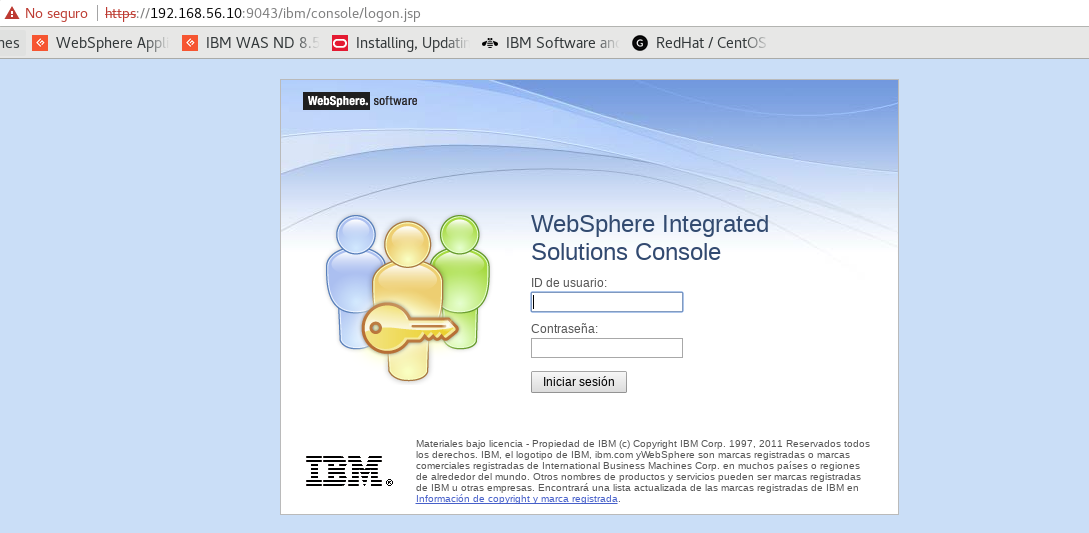 No seguro https://192.168.56.10:9043/ibm/console/logon.jsp
WebSphere IBM WAS ND 8.5 Installing, IBM Software RedHat / CentOS
WebSphere. software
WebSphere Integrated
Solutions Console
ID de usuario:
Contraseña:
Iniciar sesión
IBM®
Materiales bajo licencia - Propiedad de IBM (c) Copyright IBM Corp. 1997, 2011 Reservados todos
los derechos. IBM, el logotipo de IBM, ibm.com yWebSphere son marcas registradas o marcas
comerciales registradas de International Business Machines Corp. en muchos países o regiones
de alrededor del mundo. Otros nombres de productos y servicios pueden ser marcas registradas
de IBM u otras empresas. Encontrará una lista actualizada de las marcas registradas de IBM en
Información de copyright y marca registrada.